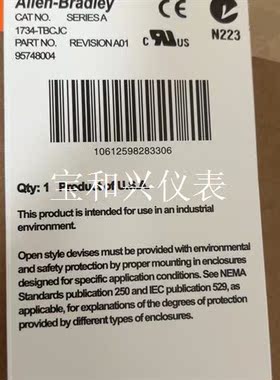 Allen-Bradley
CAT NO. SERIES A
1734-TBCJC
PART NO. REVISION A01
95748004
CE
C UL US
N223
10612598283306
Qty: 1 Product of U.S.A.
宝和兴仪表
This product is intended for use in an industrial
environment.
Open style devises must be provided with environmental
and safety protection by proper mounting in enclosures
designed for specific application conditions. See NEMA
Standards publication 250 and IEC publication 529, as
applicable, for explanations of the degrees of protection
provided by different types of enclosures.